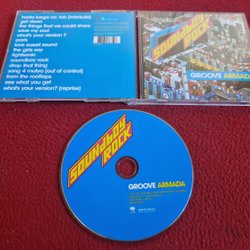 hasta luego mr. fab (interlude)
get down
the things that we could share
save my soul
what's your version ?
paris
love sweet sound
the girls say
lightsonic
soundboy rock
drop that thing
song 4 mutya (out of control)
from the rooftops
see what you get
what's your version? (reprise)
SOUNDBOY
ROCK
GROOVE ARMADA
SOUNDBOY
ROCK
GROOVE ARMADA